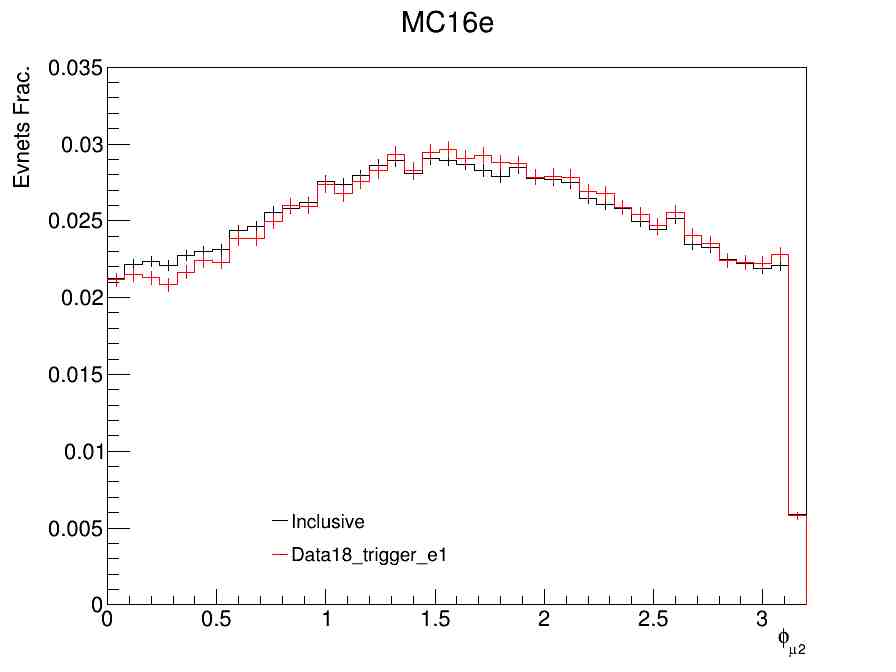 MC16e
Evnets Frac.
0.035
0.03
0.025
0.02
0.015
0.01
0.005
0
Inclusive
Data18_trigger_e1
0 0.5 1 1.5 2 2.5 3
ϕμ2